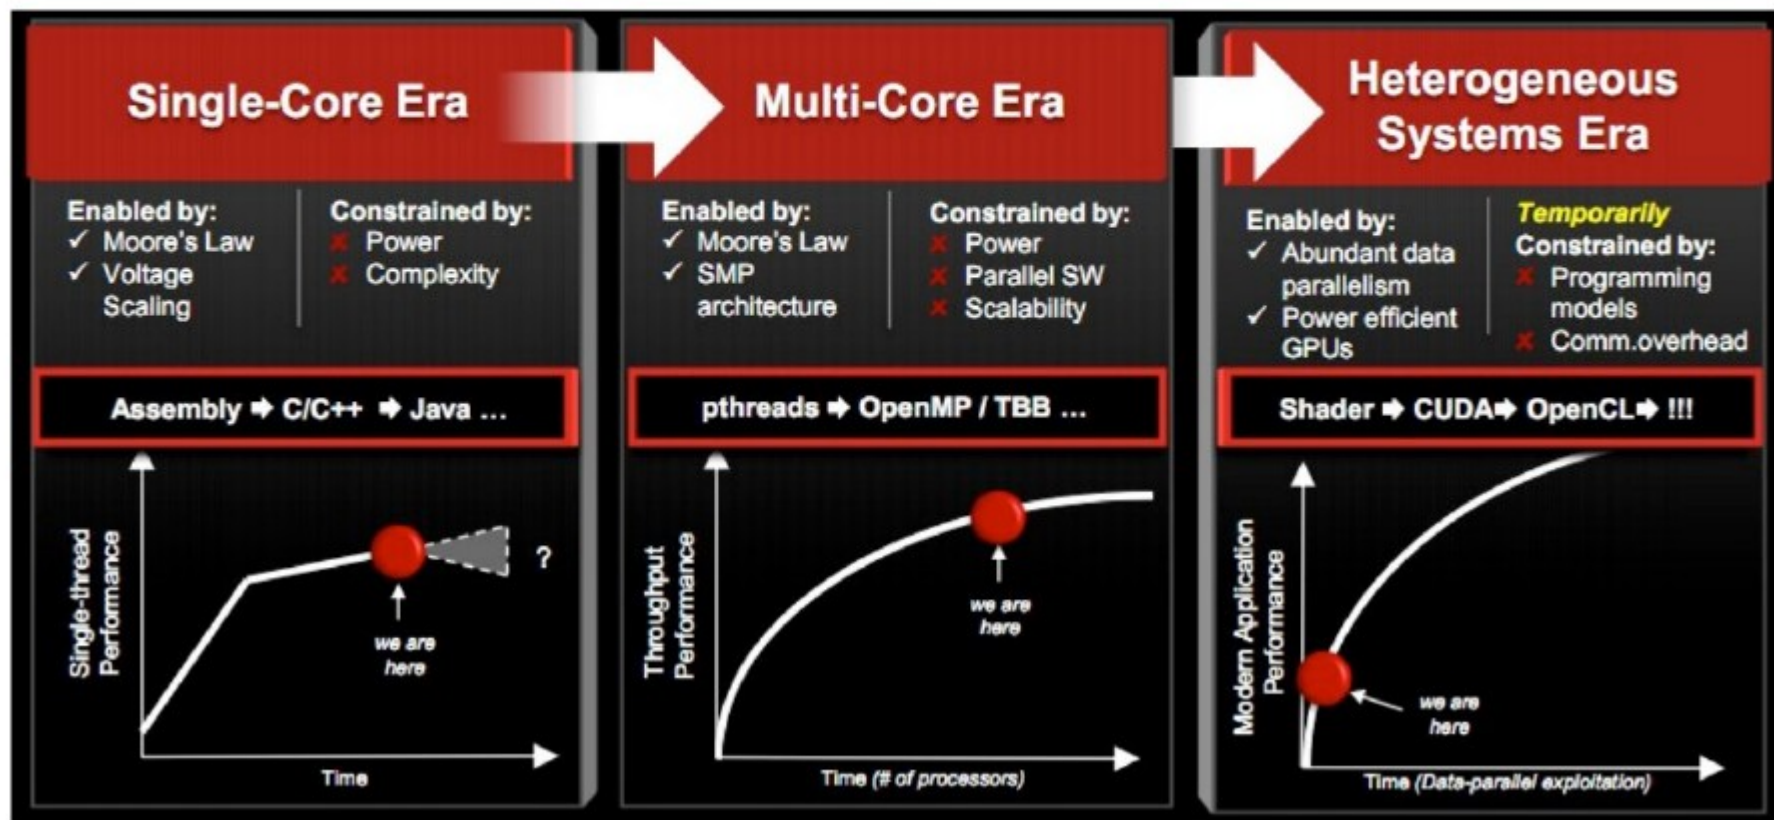 Single-Core Era
Enabled by:
✓ Moore's Law
✓ Voltage
Scaling
Constrained by:
✗ Power
✗ Complexity
Assembly ➡ C/C++ ➡ Java ...
Single-thread
Performance
?
we are
here
Time
Multi-Core Era
Enabled by:
✓ Moore's Law
✓ SMP
architecture
Constrained by:
✗ Power
✗ Parallel SW
✗ Scalability
pthreads ➡ OpenMP / TBB ...
Throughput
Performance
we are
here
Time (# of processors)
Heterogeneous
Systems Era
Enabled by:
✓ Abundant data
parallelism
✓ Power efficient
GPUs
Temporarily
Constrained by:
✗ Programming
models
✗ Comm.overhead
Shader ➡ CUDA➡ OpenCL➡ !!!
Modern Application
Performance
we are
here
Time (Data-parallel exploitation)